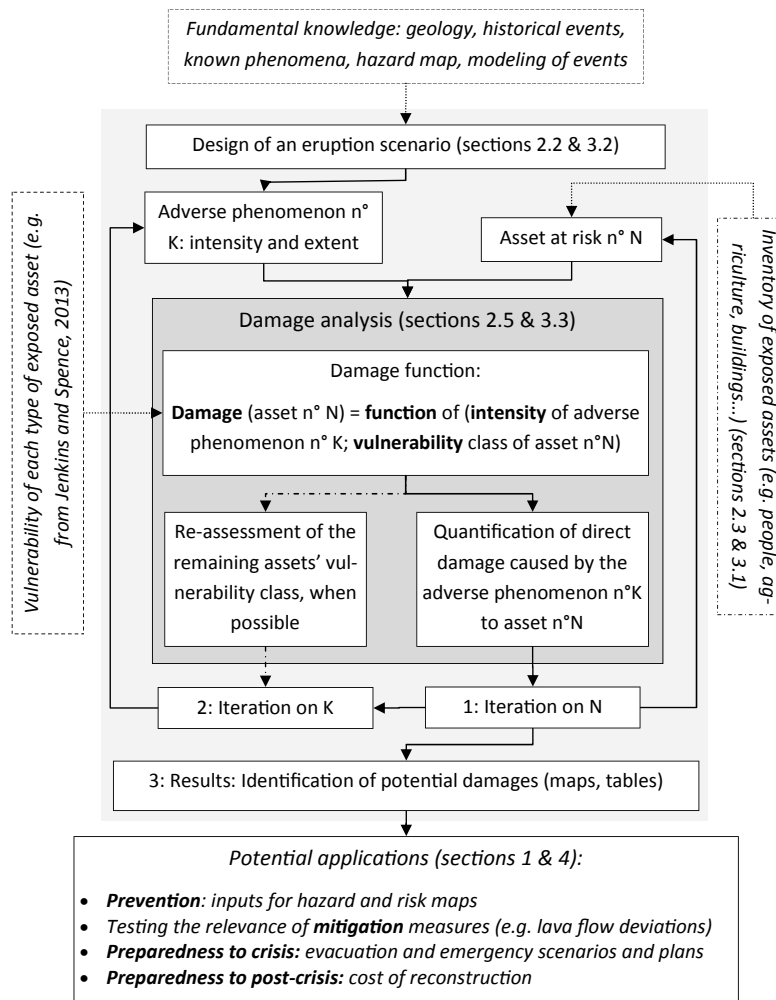 Fundamental knowledge: geology, historical events,
known phenomena, hazard map, modeling of events
Design of an eruption scenario (sections 2.2 & 3.2)
Adverse phenomenon n°
K: intensity and extent
Asset at risk n° N
Vulnerability of each type of exposed asset (e.g.
from Jenkins and Spence, 2013)
Inventory of exposed assets (e.g. people, ag-
riculture, buildings...) (sections 2.3 & 3.1)
Damage analysis (sections 2.5 & 3.3)
Damage function:
Damage (asset n° N) = function of (intensity of adverse
phenomenon n° K; vulnerability class of asset n°N)
Re-assessment of the
remaining assets’ vul-
nerability class, when
possible
Quantification of direct
damage caused by the
adverse phenomenon n°K
to asset n°N
2: Iteration on K
1: Iteration on N
3: Results: Identification of potential damages (maps, tables)
Potential applications (sections 1 & 4):
• Prevention: inputs for hazard and risk maps
• Testing the relevance of mitigation measures (e.g. lava flow deviations)
• Preparedness to crisis: evacuation and emergency scenarios and plans
• Preparedness to post-crisis: cost of reconstruction